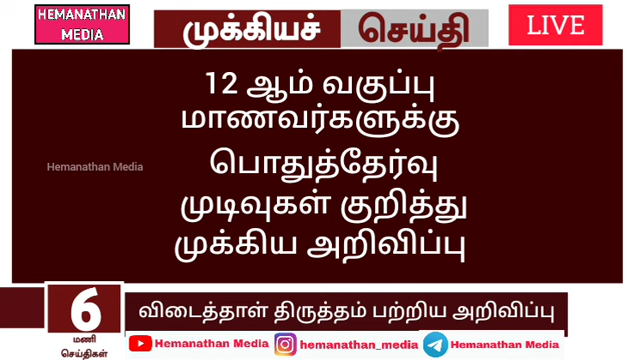 HEMANATHAN
MEDIA
முக்கியச் செய்தி
LIVE
12 ஆம் வகுப்பு
மாணவர்களுக்கு
பொதுத்தேர்வு
முடிவுகள் குறித்து
முக்கிய அறிவிப்பு
Hemanathan Media
6
மணி
செய்திகள்
விடைத்தாள் திருத்தம் பற்றிய அறிவிப்பு
Hemanathan Media hemanathan_media Hemanathan Media